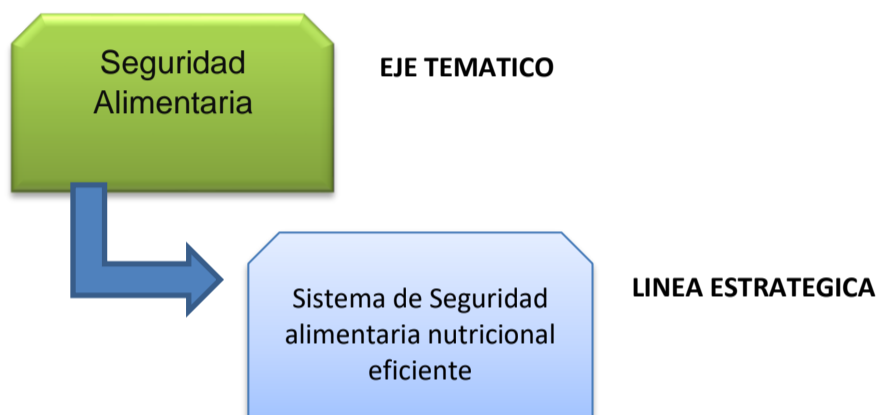 Seguridad
Alimentaria
EJE TEMATICO
Sistema de Seguridad
alimentaria nutricional
eficiente
LINEA ESTRATEGICA